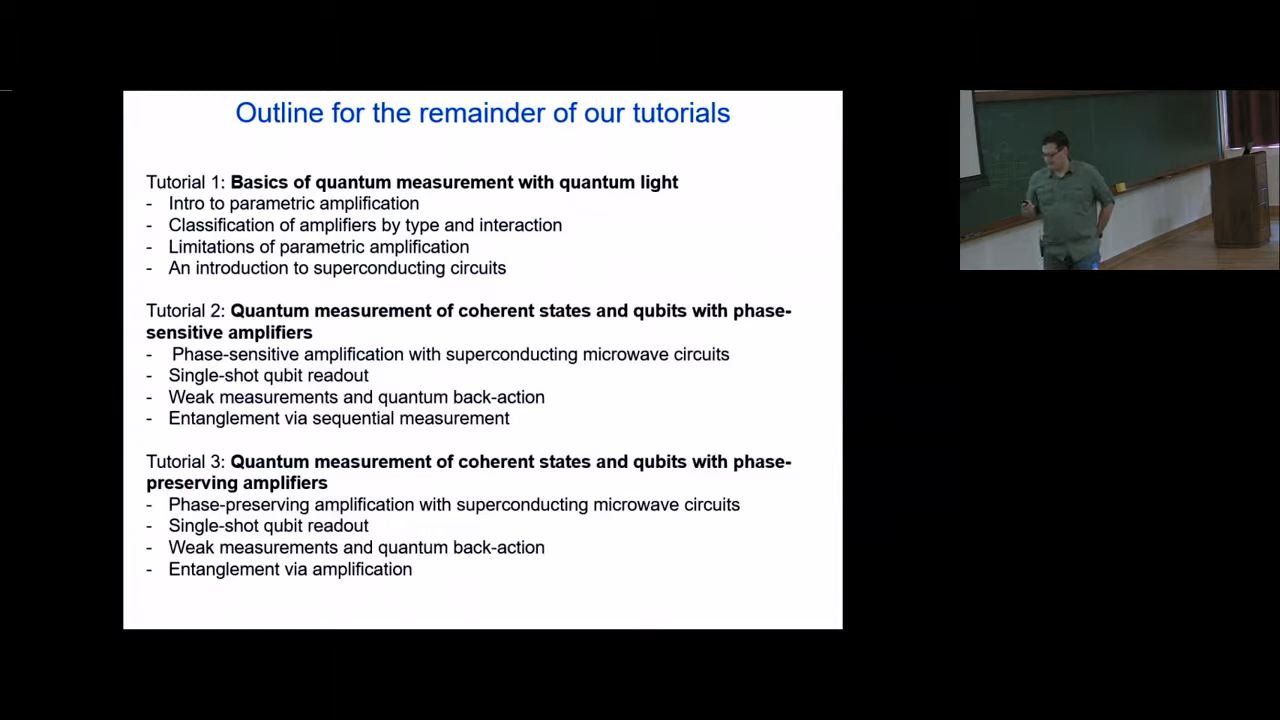 Outline for the remainder of our tutorials
Tutorial 1: Basics of quantum measurement with quantum light
- Intro to parametric amplification
- Classification of amplifiers by type and interaction
- Limitations of parametric amplification
- An introduction to superconducting circuits
Tutorial 2: Quantum measurement of coherent states and qubits with phase-
sensitive amplifiers
- Phase-sensitive amplification with superconducting microwave circuits
- Single-shot qubit readout
- Weak measurements and quantum back-action
- Entanglement via sequential measurement
Tutorial 3: Quantum measurement of coherent states and qubits with phase-
preserving amplifiers
- Phase-preserving amplification with superconducting microwave circuits
- Single-shot qubit readout
- Weak measurements and quantum back-action
- Entanglement via amplification